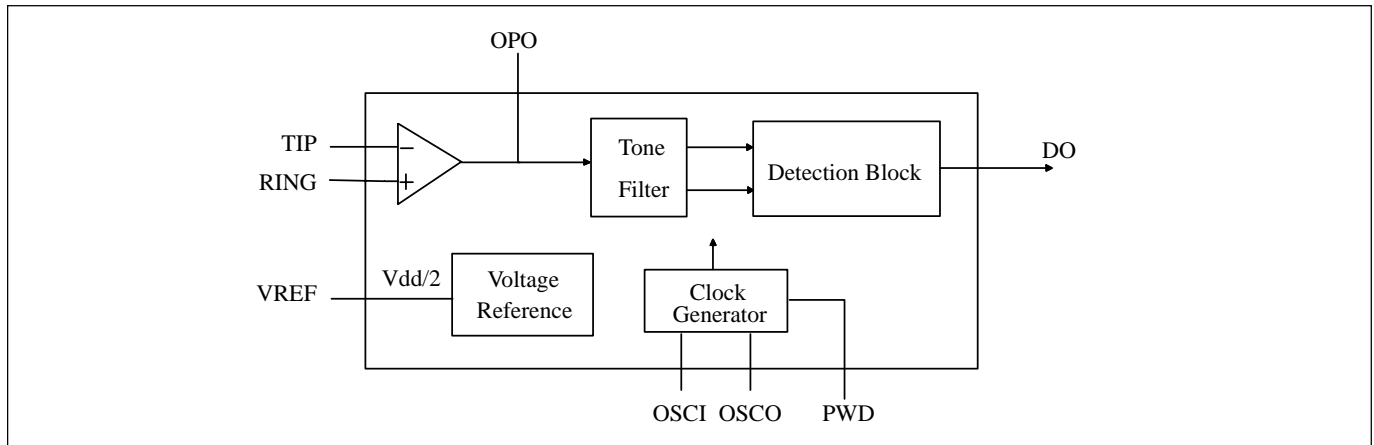 OPO
TIP
−
RING
+
Tone
Filter
Detection Block
DO
VREF
Vdd/2
Voltage
Reference
Clock
Generator
OSCI OSCO PWD